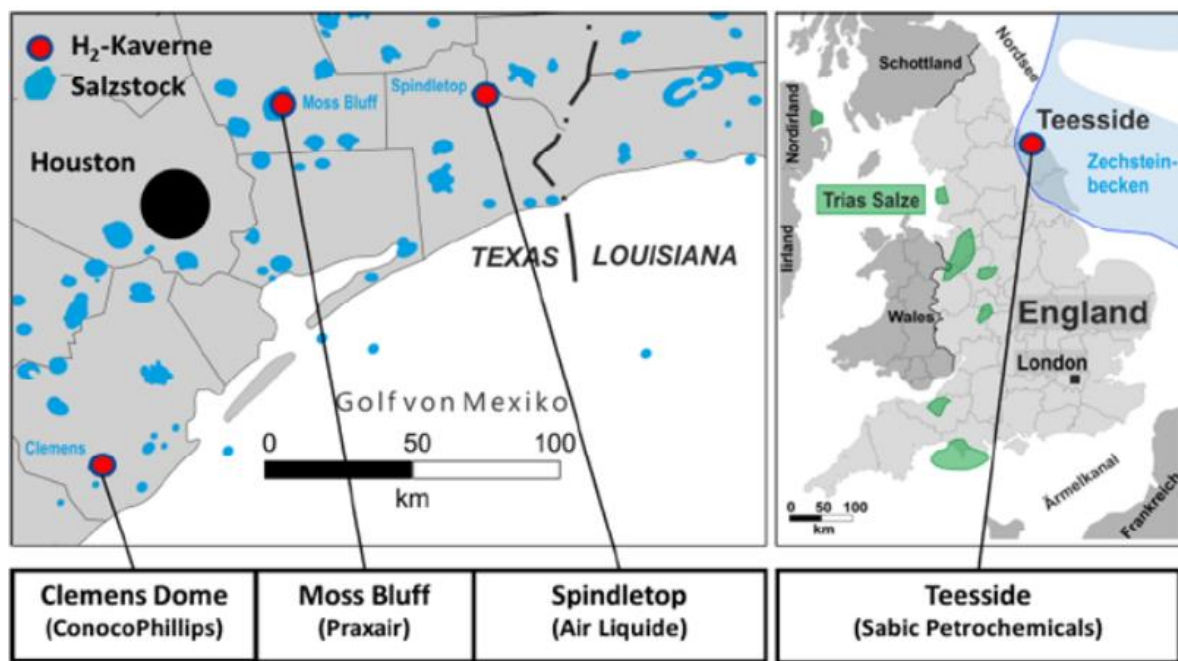 H₂-Kaverne
Salzstock
Moss Bluff
Spindletop
Houston
TEXAS
LOUISIANA
Golf von Mexiko
0 50 100
km
Clemens
Schottland
Nordsee
Nordirland
Teesside
Zechstein-
becken
Trias Salze
Irland
Wales
England
London
Ärmelkanai
Frankreich
0 50 100
km
Clemens Dome
(ConocoPhillips)
Moss Bluff
(Praxair)
Spindletop
(Air Liquide)
Teesside
(Sabic Petrochemicals)